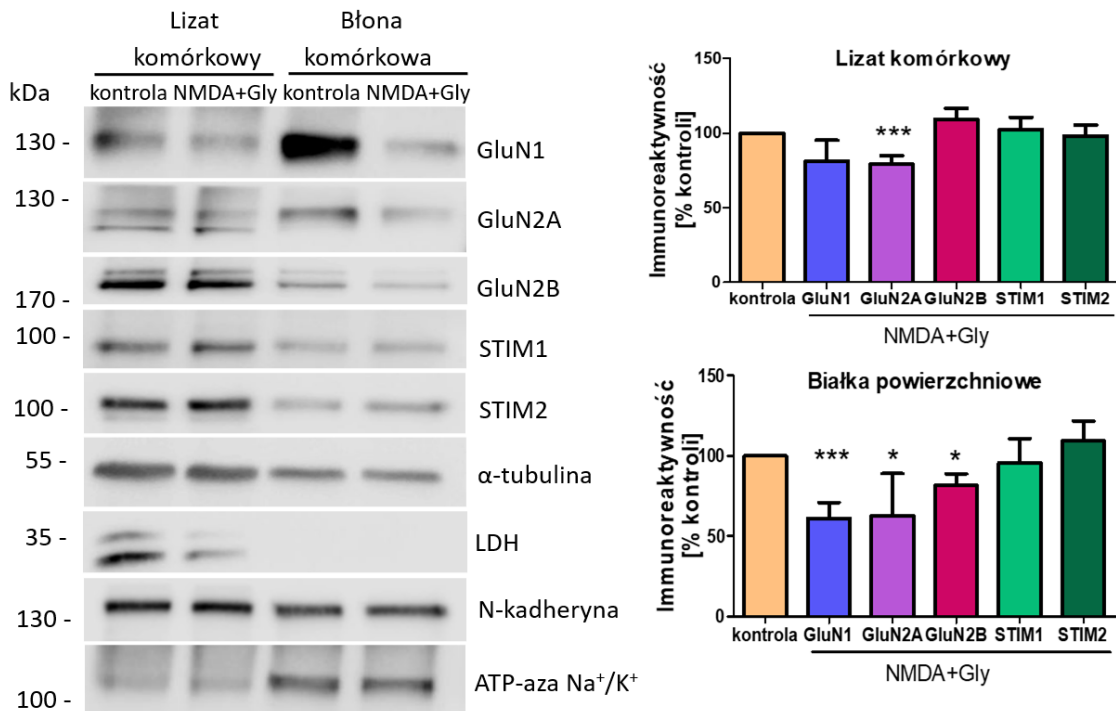 Lizat
komórkowy
Błona
komórkowa
kDa
kontrola NMDA+Gly kontrola NMDA+Gly
130 - GluN1
130 - GluN2A
170 - GluN2B
100 - STIM1
100 - STIM2
55 - α-tubulina
35 - LDH
130 - N-kadheryna
100 - ATP-aza Na⁺/K⁺
Lizat komórkowy
Immunoreaktywność
[% kontroli]
150
100
50
0
***
kontrola GluN1 GluN2A GluN2B STIM1 STIM2
NMDA+Gly
Białka powierzchniowe
Immunoreaktywność
[% kontroli]
150
100
50
0
*** * *
kontrola GluN1 GluN2A GluN2B STIM1 STIM2
NMDA+Gly